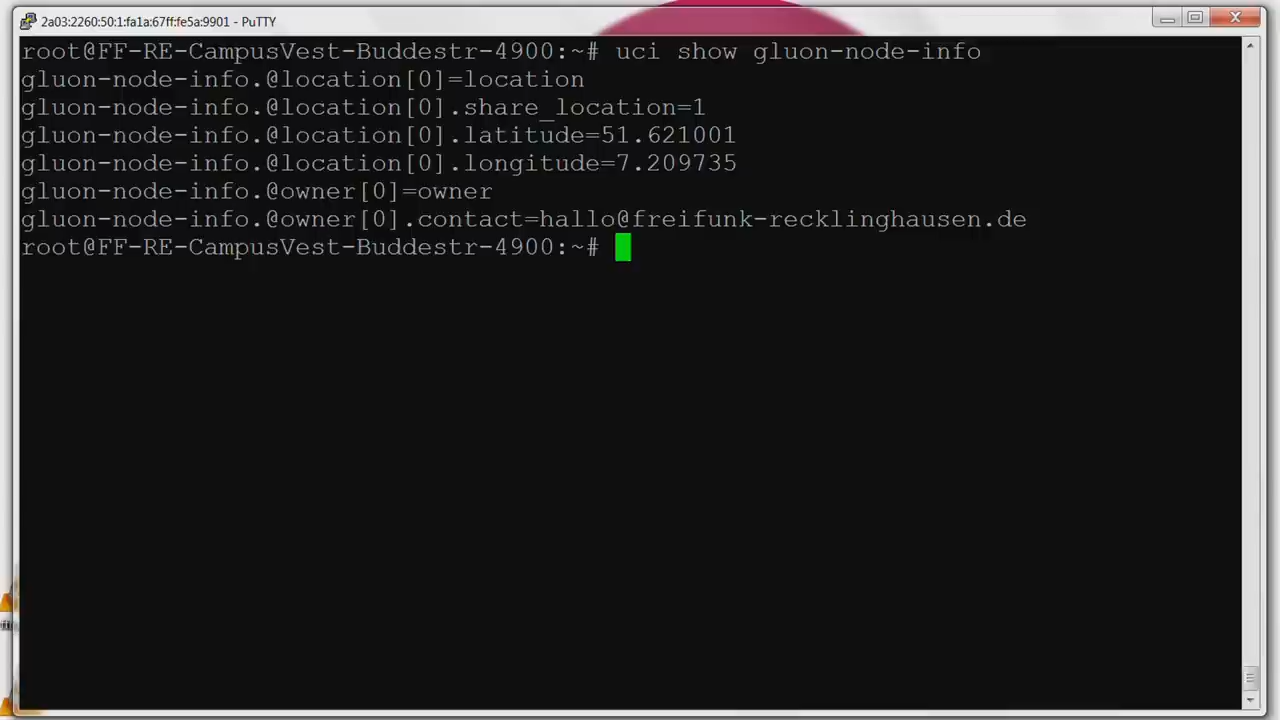 2a03:2260:50:1:fa1a:67ff:fe5a:9901 - PuTTY
root@FF-RE-CampusVest-Buddestr-4900:~# uci show gluon-node-info
gluon-node-info.@location[0]=location
gluon-node-info.@location[0].share_location=1
gluon-node-info.@location[0].latitude=51.621001
gluon-node-info.@location[0].longitude=7.209735
gluon-node-info.@owner[0]=owner
gluon-node-info.@owner[0].contact=hallo@freifunk-recklinghausen.de
root@FF-RE-CampusVest-Buddestr-4900:~#